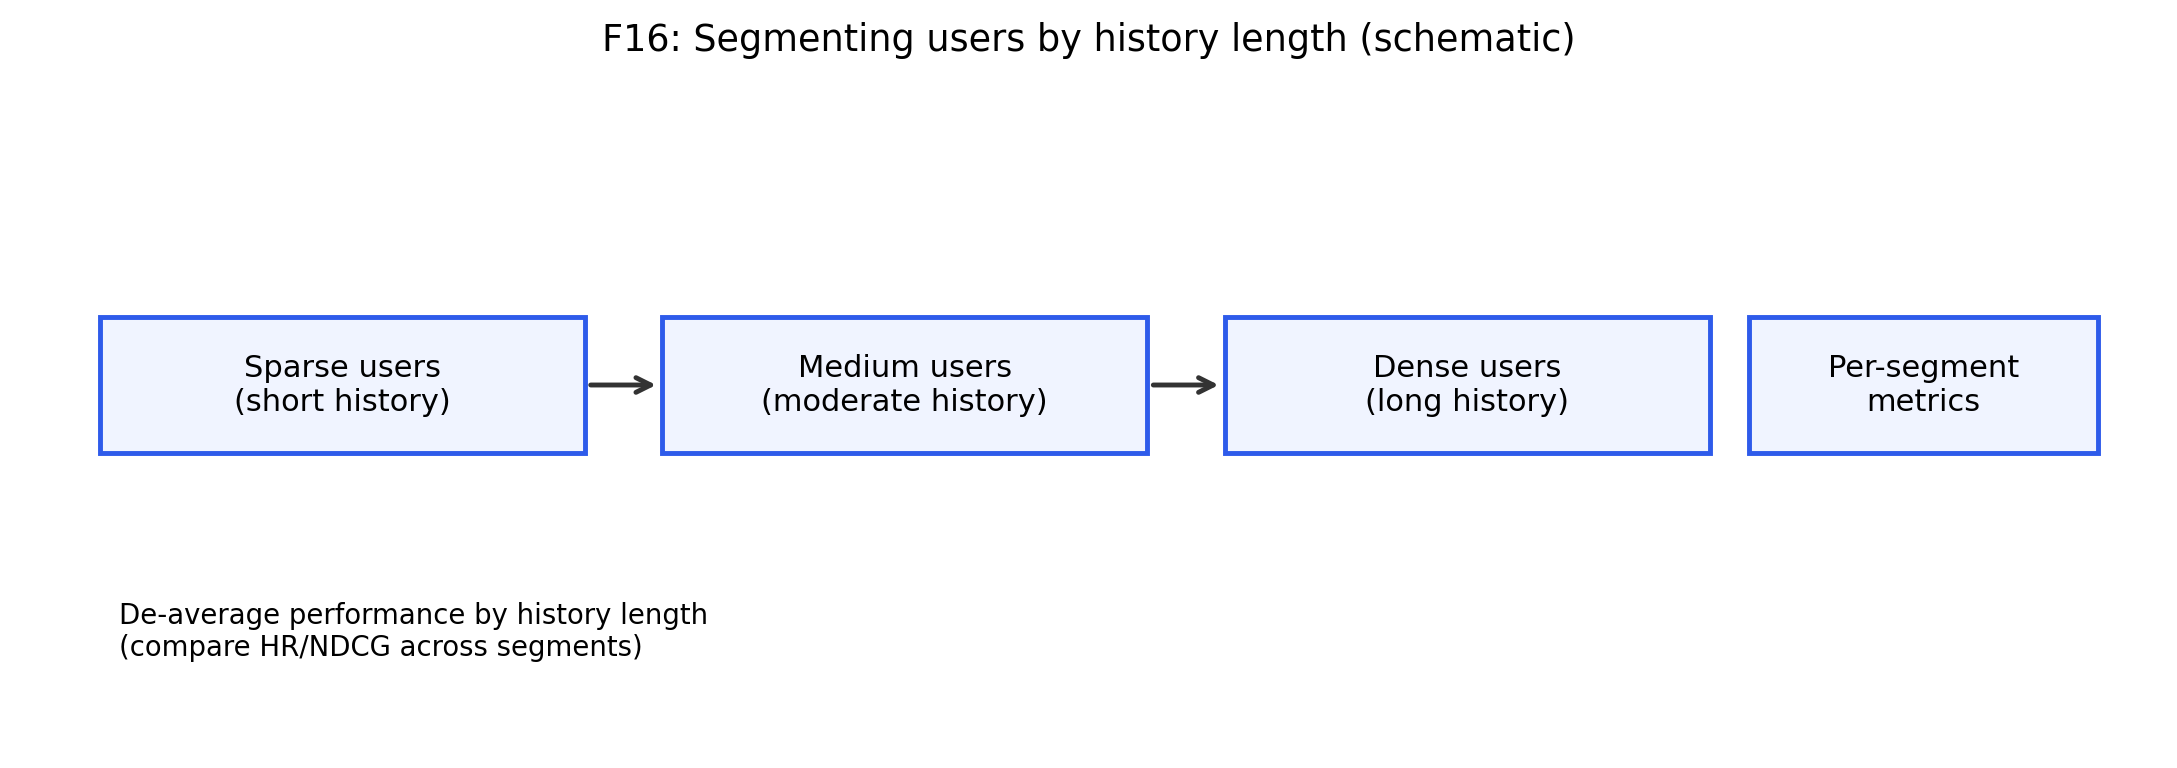 F16: Segmenting users by history length (schematic)
Sparse users
(short history)
Medium users
(moderate history)
Dense users
(long history)
Per-segment
metrics
De-average performance by history length
(compare HR/NDCG across segments)